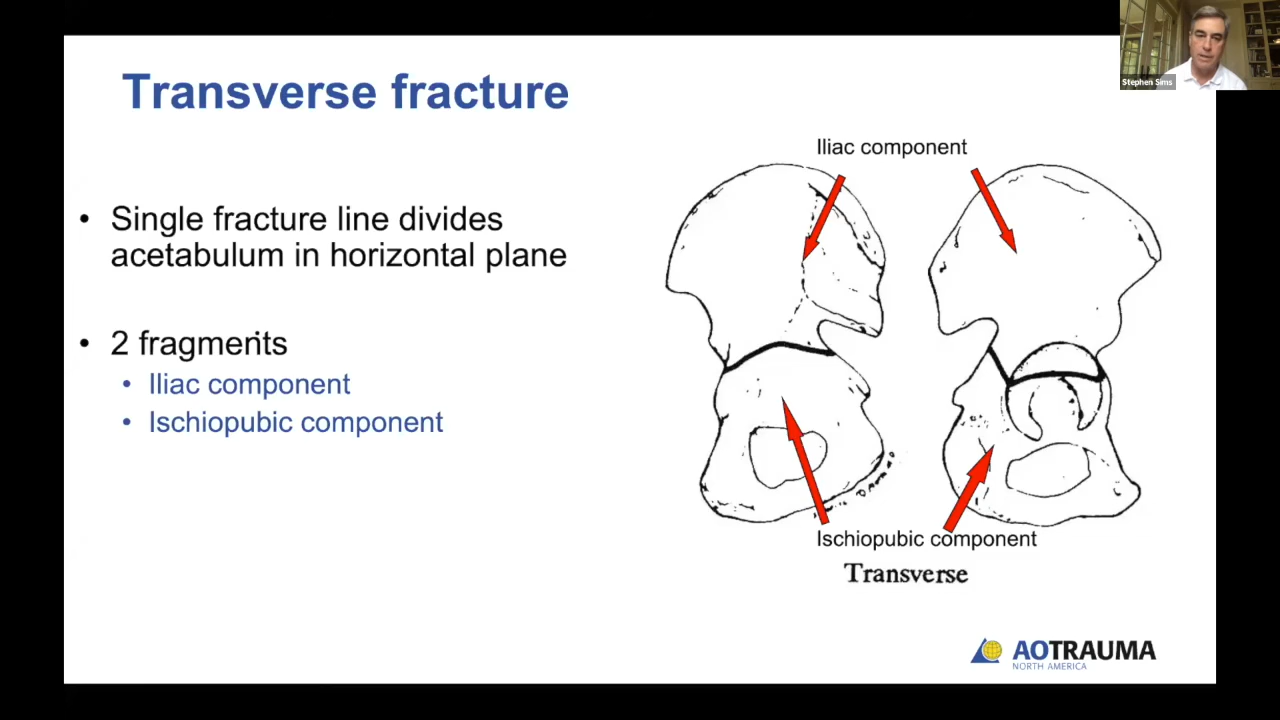 Stephen Sims
Transverse fracture
• Single fracture line divides
acetabulum in horizontal plane
• 2 fragments
• Iliac component
• Ischiopubic component
Iliac component
Ischiopubic component
Transverse
AOTRAUMA
NORTH AMERICA